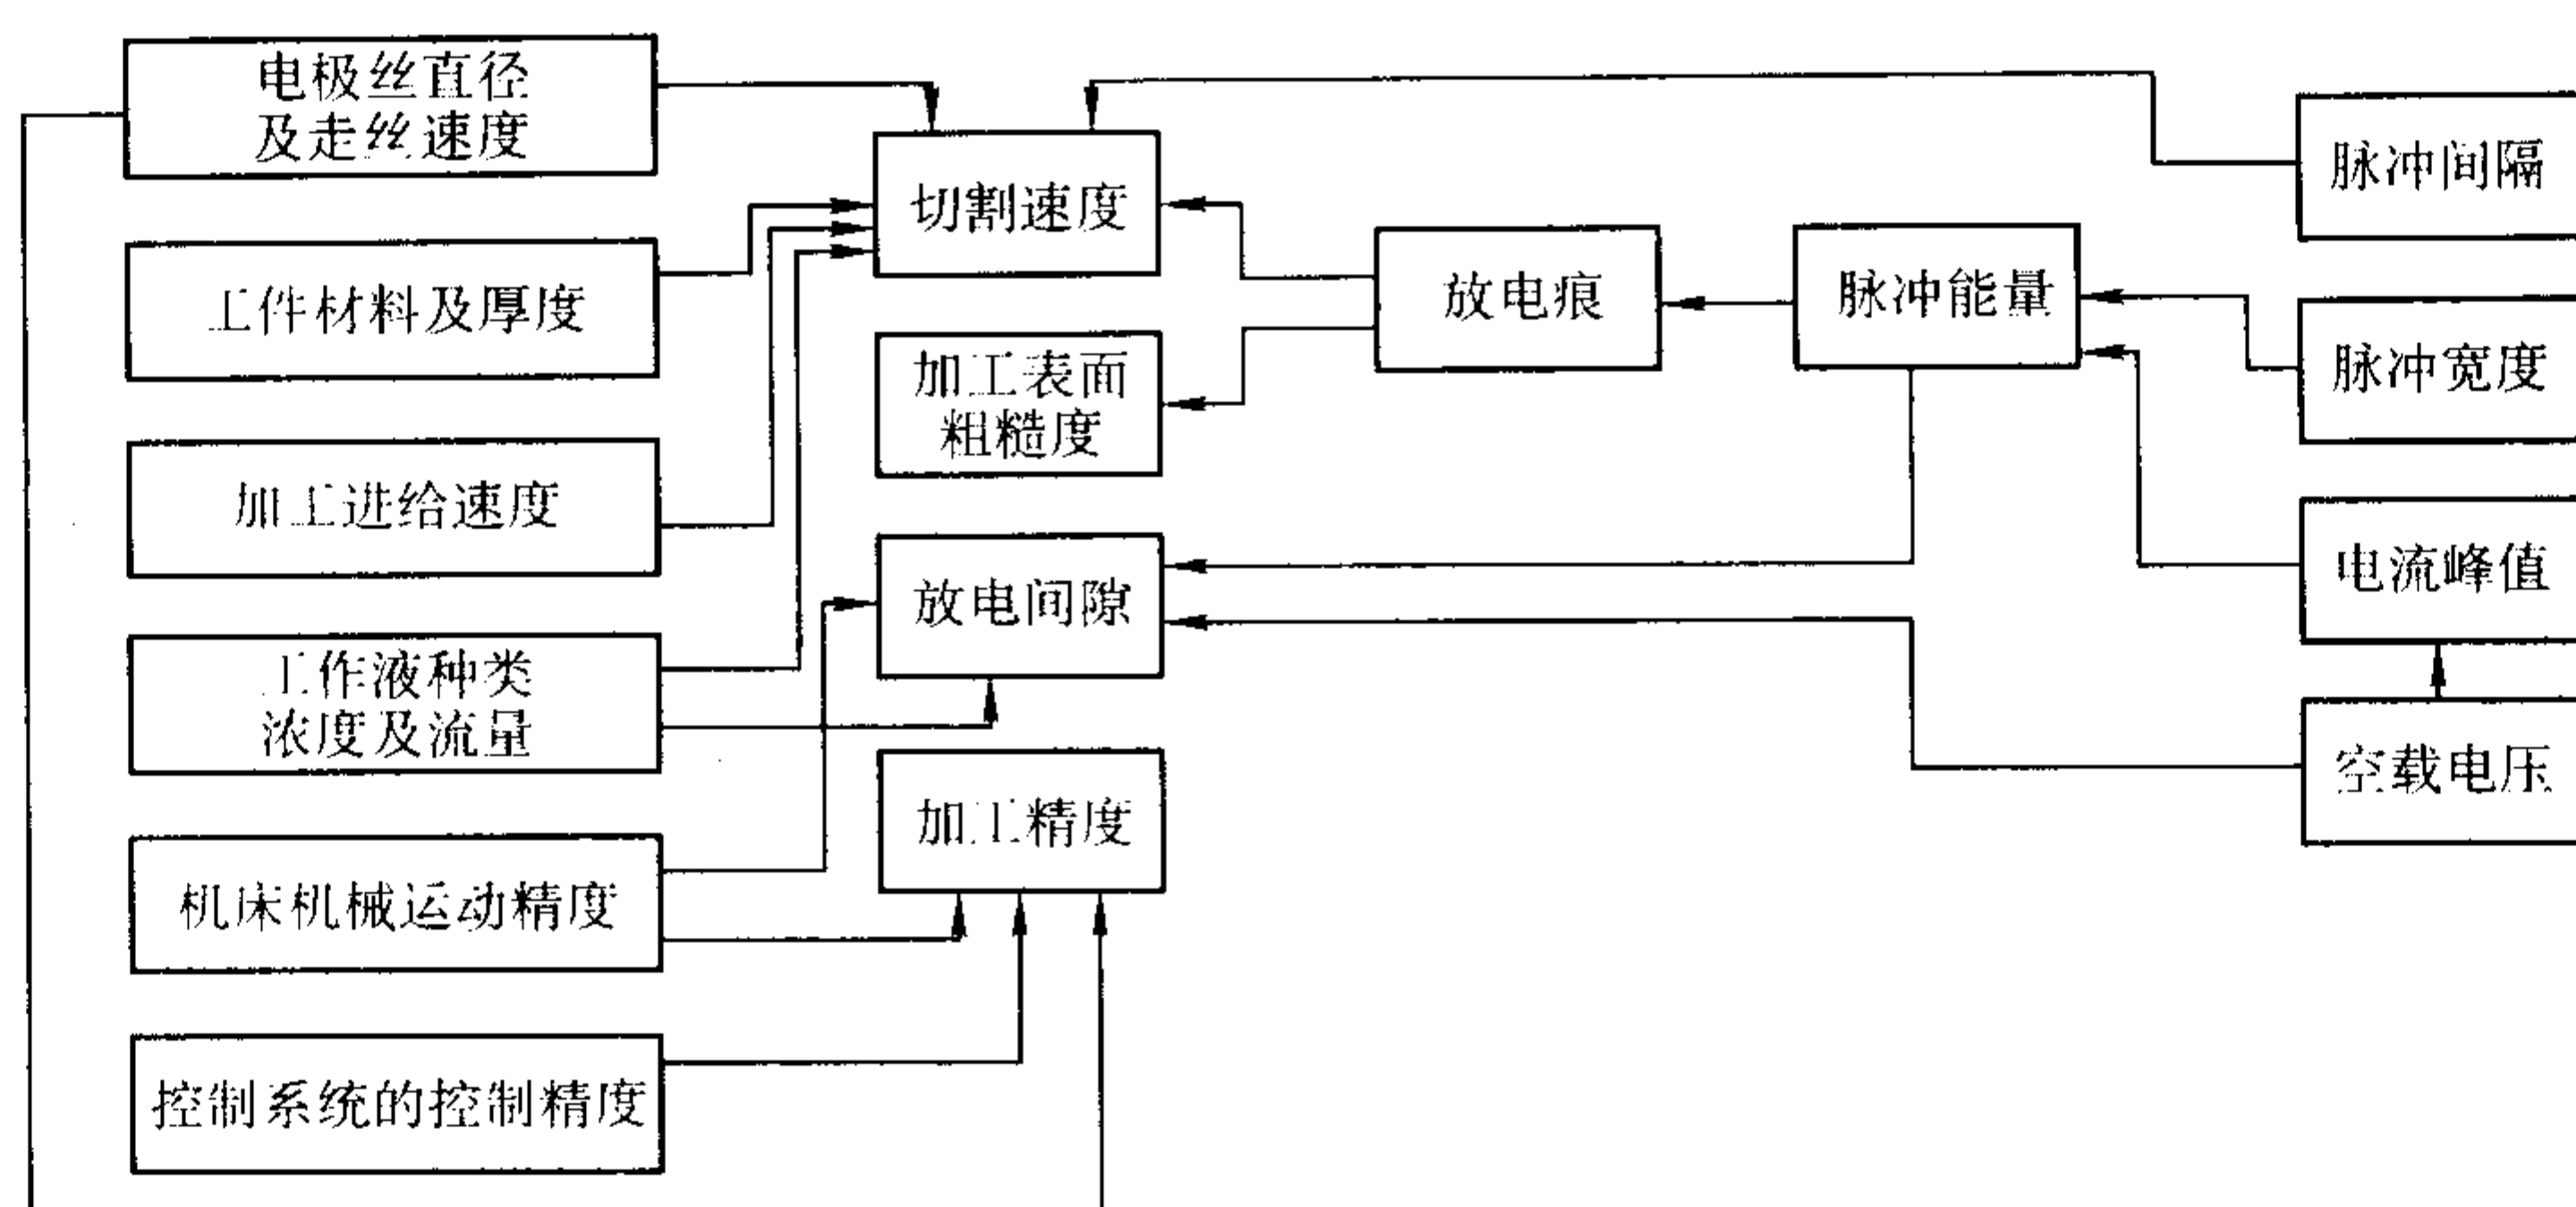 电极丝直径
及走丝速度
工件材料及厚度
加工进给速度
工作液种类
浓度及流量
机床机械运动精度
控制系统的控制精度
切割速度
加工表面
粗糙度
放电间隙
加工精度
放电痕
脉冲能量
脉冲间隔
脉冲宽度
电流峰值
空载电压